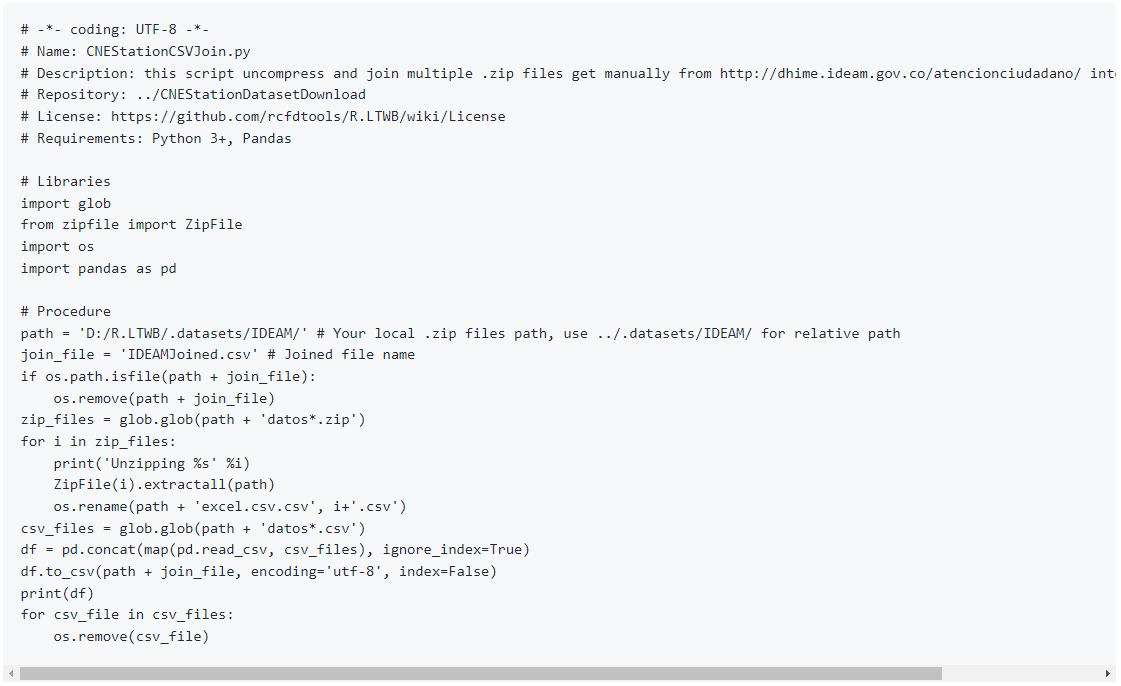 # -*- coding: UTF-8 -*-
# Name: CNEStationCSVJoin.py
# Description: this script uncompress and join multiple .zip files get manually from http://dhime.ideam.gov.co/atencionciudadano/ into
# Repository: ../CNEStationDatasetDownload
# License: https://github.com/rcfdtools/R.LTWB/wiki/License
# Requirements: Python 3+, Pandas

# Libraries
import glob
from zipfile import ZipFile
import os
import pandas as pd

# Procedure
path = 'D:/R.LTWB/.datasets/IDEAM/' # Your local .zip files path, use ../.datasets/IDEAM/ for relative path
join_file = 'IDEAMJoined.csv' # Joined file name
if os.path.isfile(path + join_file):
    os.remove(path + join_file)
zip_files = glob.glob(path + 'datos*.zip')
for i in zip_files:
    print('Unzipping %s' %i)
    ZipFile(i).extractall(path)
    os.rename(path + 'excel.csv.csv', i+'.csv')
csv_files = glob.glob(path + 'datos*.csv')
df = pd.concat(map(pd.read_csv, csv_files), ignore_index=True)
df.to_csv(path + join_file, encoding='utf-8', index=False)
print(df)
for csv_file in csv_files:
    os.remove(csv_file)